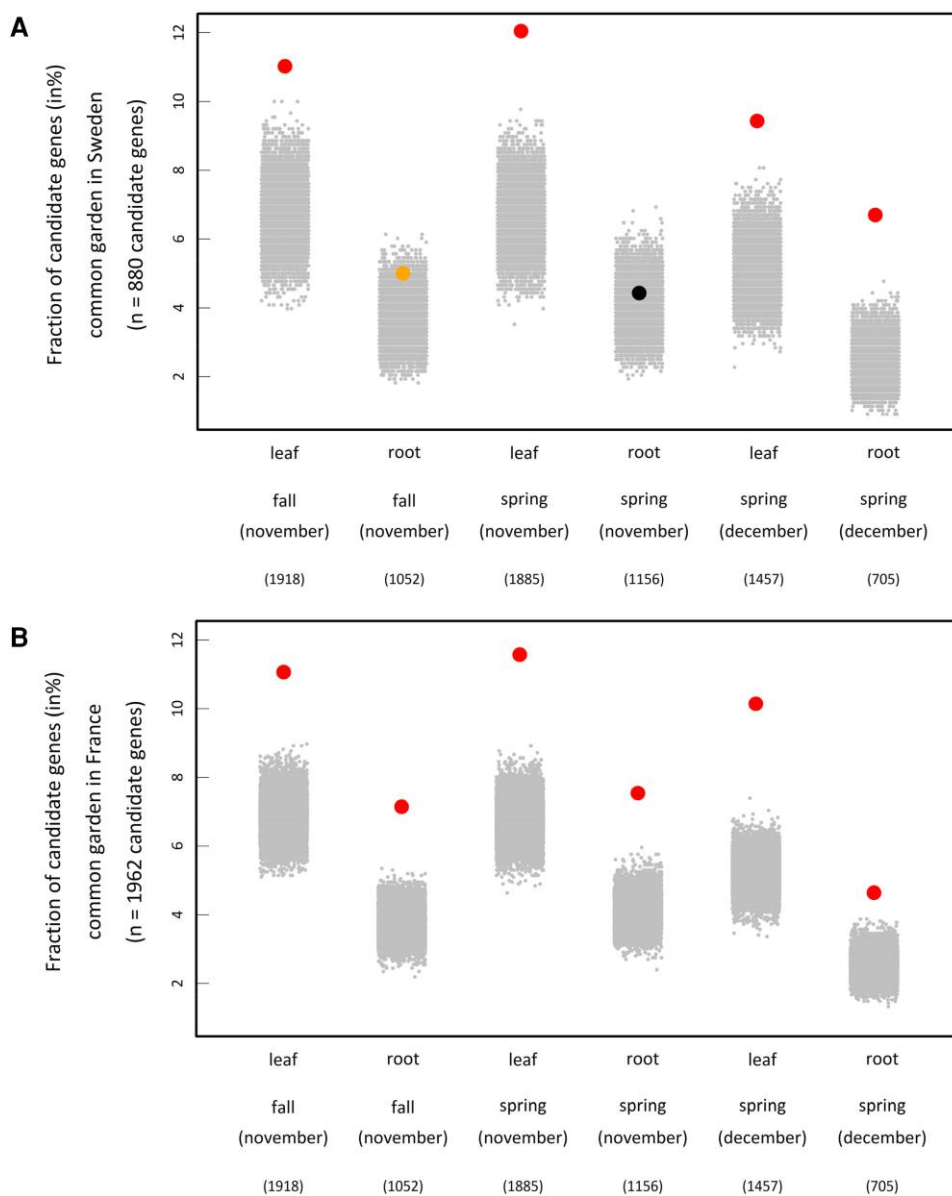 A
Fraction of candidate genes (in%)
common garden in Sweden
(n = 880 candidate genes)
12
10
8
6
4
2
leaf root leaf root leaf root
fall fall spring spring spring spring
(november) (november) (november) (november) (december) (december)
(1918) (1052) (1885) (1156) (1457) (705)
B
Fraction of candidate genes (in%)
common garden in France
(n = 1962 candidate genes)
12
10
8
6
4
2
leaf root leaf root leaf root
fall fall spring spring spring spring
(november) (november) (november) (november) (december) (december)
(1918) (1052) (1885) (1156) (1457) (705)